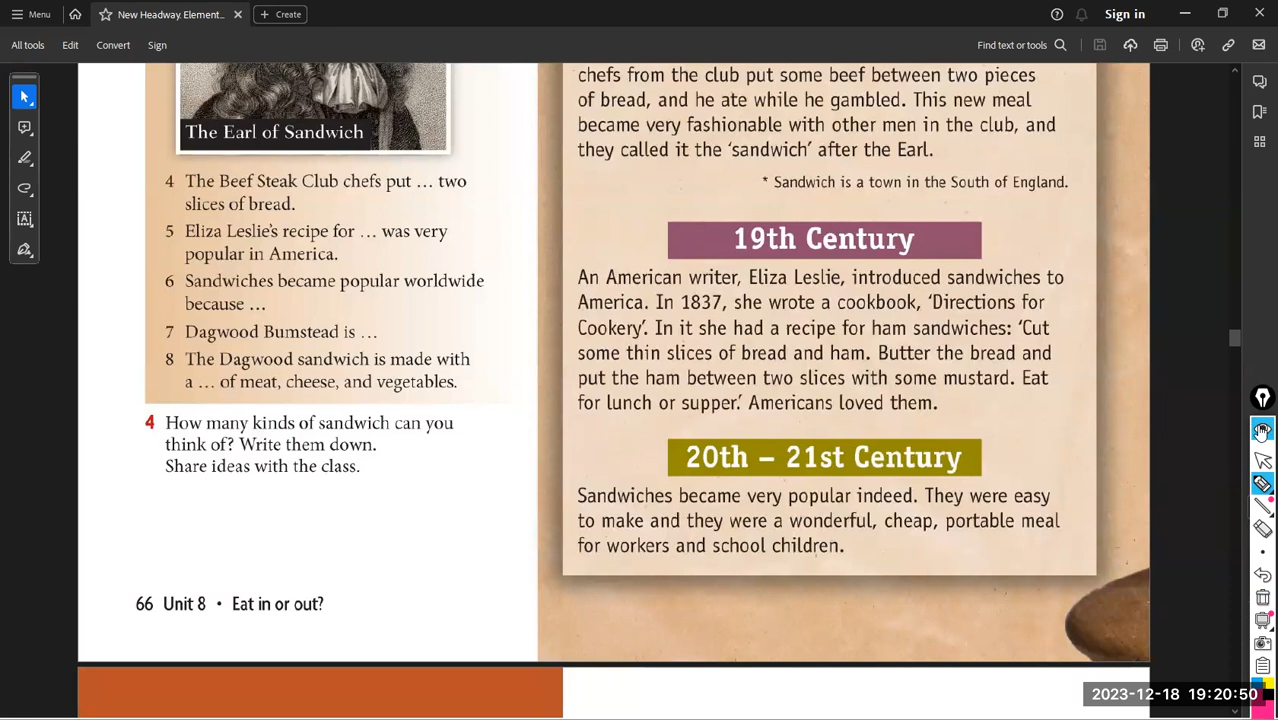 Menu
New Headway. Element...
Create
Sign in
All tools
Edit
Convert
Sign
Find text or tools
The Earl of Sandwich
4 The Beef Steak Club chefs put … two
slices of bread.
5 Eliza Leslie's recipe for … was very
popular in America.
6 Sandwiches became popular worldwide
because …
7 Dagwood Bumstead is …
8 The Dagwood sandwich is made with
a … of meat, cheese, and vegetables.
4 How many kinds of sandwich can you
think of? Write them down.
Share ideas with the class.
66 Unit 8 • Eat in or out?
chefs from the club put some beef between two pieces
of bread, and he ate while he gambled. This new meal
became very fashionable with other men in the club, and
they called it the 'sandwich' after the Earl.
* Sandwich is a town in the South of England.
19th Century
An American writer, Eliza Leslie, introduced sandwiches to
America. In 1837, she wrote a cookbook, 'Directions for
Cookery'. In it she had a recipe for ham sandwiches: 'Cut
some thin slices of bread and ham. Butter the bread and
put the ham between two slices with some mustard. Eat
for lunch or supper.' Americans loved them.
20th – 21st Century
Sandwiches became very popular indeed. They were easy
to make and they were a wonderful, cheap, portable meal
for workers and school children.
2023-12-18 19:20:50